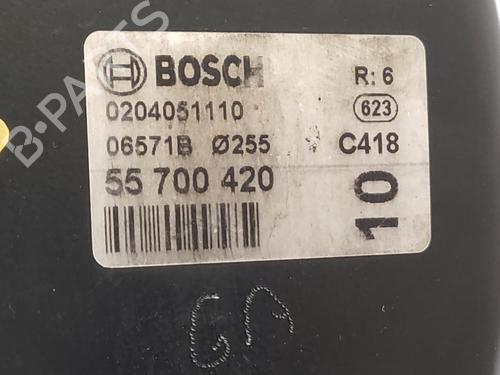 BOSCH
R: 6
0204051110
623
06571B Ø255
C418
55 700 420
10
GA
B-PARTS